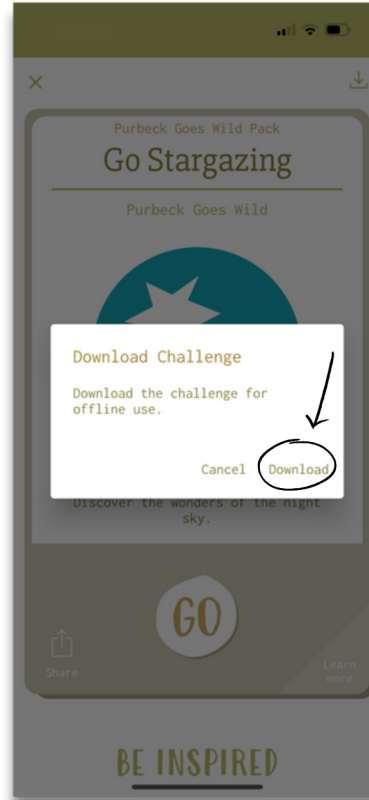 Purbeck Goes Wild Pack
Go Stargazing
Purbeck Goes Wild
Download Challenge
Download the challenge for
offline use.
Cancel Download
Discover the wonders of the night
sky.
GO
Share
Learn
more
BE INSPIRED